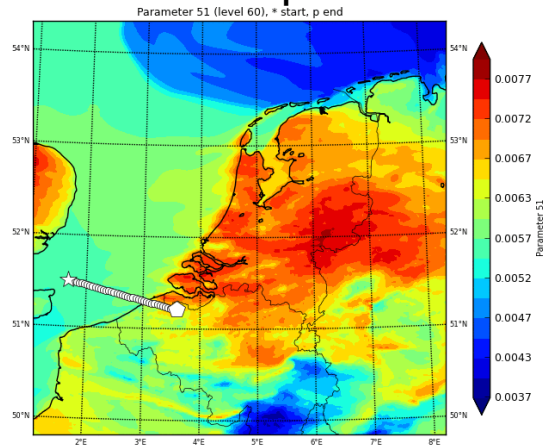 Parameter 51 (level 60), * start, p end
54°N
54°N
53°N
53°N
52°N
52°N
51°N
51°N
50°N
50°N
2°E
3°E
4°E
5°E
6°E
7°E
8°E
0.0077
0.0072
0.0067
0.0063
0.0057
0.0052
0.0047
0.0043
0.0037
Parameter 51